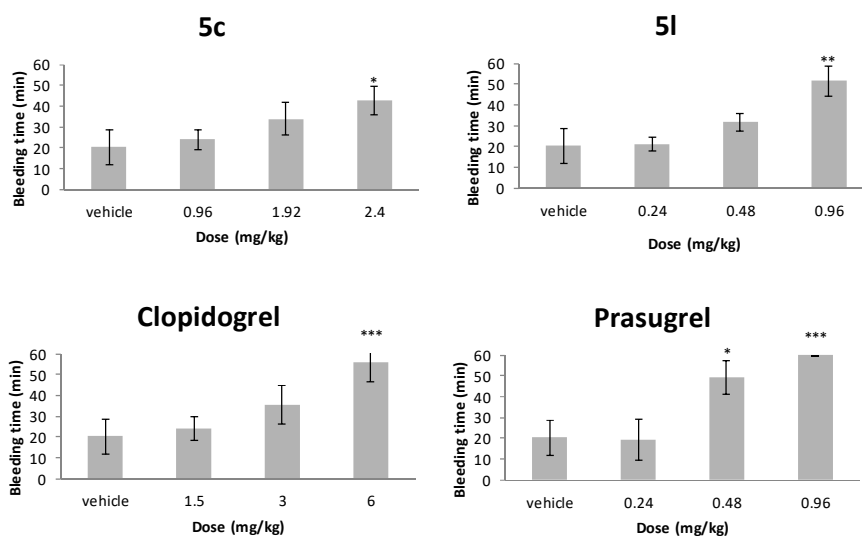 5c
Bleeding time (min)
60
50
40
30
20
10
0
*
vehicle 0.96 1.92 2.4
Dose (mg/kg)
5l
Bleeding time (min)
60
50
40
30
20
10
0
**
vehicle 0.24 0.48 0.96
Dose (mg/kg)
Clopidogrel
Bleeding time (min)
60
50
40
30
20
10
0
***
vehicle 1.5 3 6
Dose (mg/kg)
Prasugrel
Bleeding time (min)
60
50
40
30
20
10
0
* ***
vehicle 0.24 0.48 0.96
Dose (mg/kg)